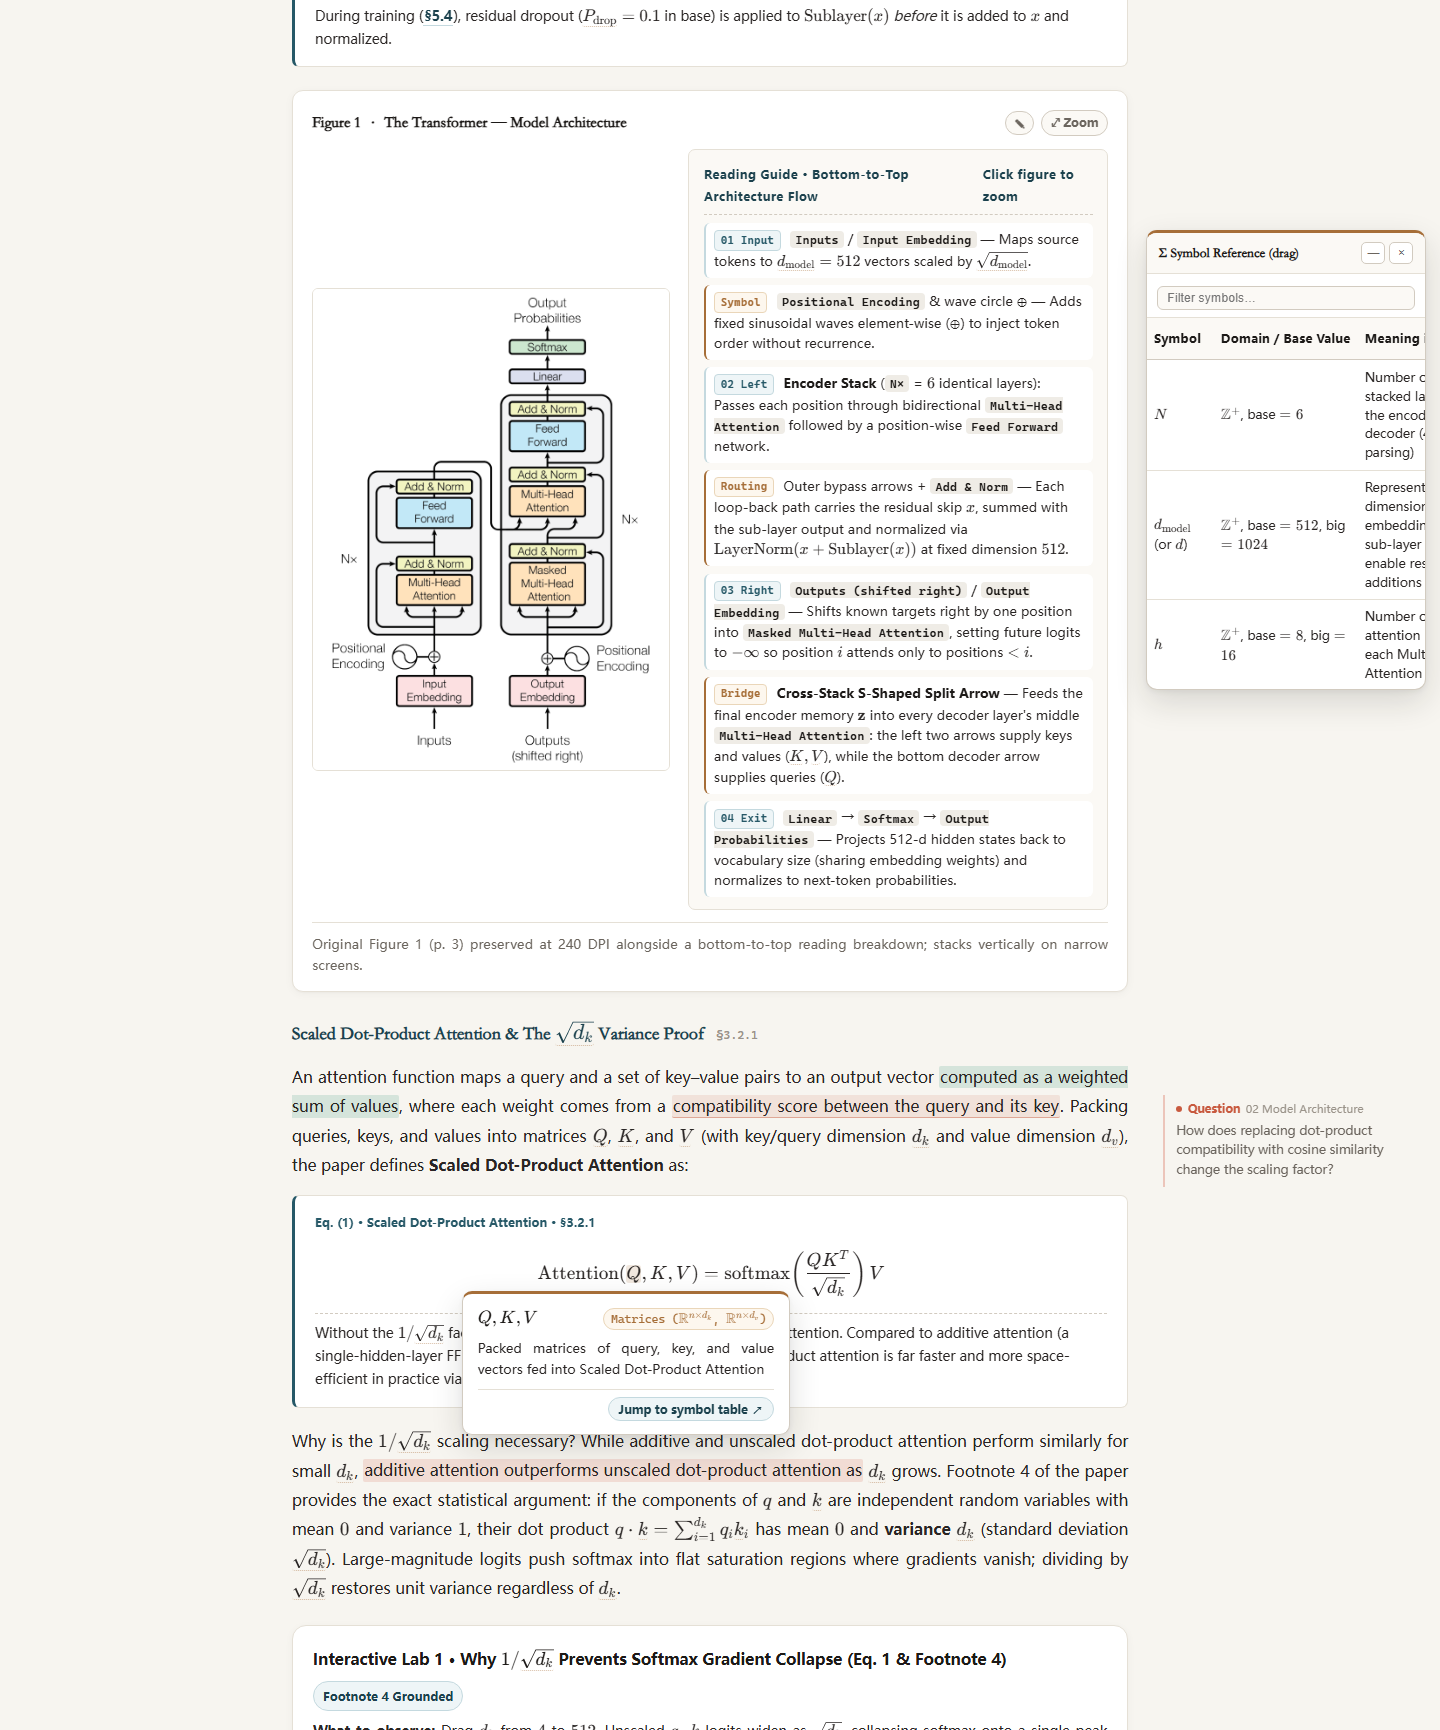 During training (§5.4), residual dropout (P_drop = 0.1 in base) is applied to Sublayer(x) before it is added to x and
normalized.
Figure 1 · The Transformer — Model Architecture
⤢ Zoom
Output
Probabilities
Softmax
Linear
Add & Norm
Feed
Forward
Add & Norm
Multi-Head
Attention
Add & Norm
Masked
Multi-Head
Attention
Nx
Add & Norm
Feed
Forward
Add & Norm
Multi-Head
Attention
Nx
Positional
Encoding
Positional
Encoding
Input
Embedding
Output
Embedding
Inputs
Outputs
(shifted right)
Reading Guide • Bottom-to-Top
Architecture Flow
Click figure to
zoom
01 Input Inputs / Input Embedding — Maps source
tokens to d_model = 512 vectors scaled by √d_model.
Symbol Positional Encoding & wave circle ⊕ — Adds
fixed sinusoidal waves element-wise (⊕) to inject token
order without recurrence.
02 Left Encoder Stack (N× = 6 identical layers):
Passes each position through bidirectional Multi-Head
Attention followed by a position-wise Feed Forward
network.
Routing Outer bypass arrows + Add & Norm — Each
loop-back path carries the residual skip x, summed with
the sub-layer output and normalized via
LayerNorm(x + Sublayer(x)) at fixed dimension 512.
03 Right Outputs (shifted right) / Output
Embedding — Shifts known targets right by one position
into Masked Multi-Head Attention, setting future logits
to −∞ so position i attends only to positions < i.
Bridge Cross-Stack S-Shaped Split Arrow — Feeds the
final encoder memory z into every decoder layer's middle
Multi-Head Attention: the left two arrows supply keys
and values (K, V), while the bottom decoder arrow
supplies queries (Q).
04 Exit Linear → Softmax → Output
Probabilities — Projects 512-d hidden states back to
vocabulary size (sharing embedding weights) and
normalizes to next-token probabilities.
Original Figure 1 (p. 3) preserved at 240 DPI alongside a bottom-to-top reading breakdown; stacks vertically on narrow
screens.
Σ Symbol Reference (drag) — ×
Filter symbols…
Symbol Domain / Base Value Meaning
N ℤ⁺, base = 6
Number
stacked
the
decoder
parsing)
d_model
(or d)
ℤ⁺, base = 512, big
= 1024
sub-layer
enable
additions
h ℤ⁺, base = 8, big =
16
Number
attention
each
Attention
Scaled Dot-Product Attention & The √d_k Variance Proof §3.2.1
An attention function maps a query and a set of key–value pairs to an output vector computed as a weighted
sum of values, where each weight comes from a compatibility score between the query and its key. Packing
queries, keys, and values into matrices Q, K, and V (with key/query dimension d_k and value dimension d_v),
the paper defines Scaled Dot-Product Attention as:
Question 02 Model Architecture
How does replacing dot-product
compatibility with cosine similarity
change the scaling factor?
Eq. (1) • Scaled Dot-Product Attention • §3.2.1
Attention(Q, K, V) = softmax(QK^T / √d_k) V
Without the 1/√d_k
tention. Compared to additive attention (a
single-hidden-layer FF
duct attention is far faster and more space-
efficient in practice via
Q, K, V Matrices (ℝ^{n×d_k}, ℝ^{n×d_v})
Packed matrices of query, key, and value
vectors fed into Scaled Dot-Product Attention
Jump to symbol table ↗
Why is the 1/√d_k scaling necessary? While additive and unscaled dot-product attention perform similarly for
small d_k, additive attention outperforms unscaled dot-product attention as d_k grows. Footnote 4 of the paper
provides the exact statistical argument: if the components of q and k are independent random variables with
mean 0 and variance 1, their dot product q · k = ∑_{i=1}^{d_k} q_i k_i has mean 0 and variance d_k (standard deviation
√d_k). Large-magnitude logits push softmax into flat saturation regions where gradients vanish; dividing by
√d_k restores unit variance regardless of d_k.
Interactive Lab 1 • Why 1/√d_k Prevents Softmax Gradient Collapse (Eq. 1 & Footnote 4)
Footnote 4 Grounded
What to observe: Drag d_k from 4 to 512. Unscaled q · k logits widen as √d_k, collapsing softmax onto a single peak.